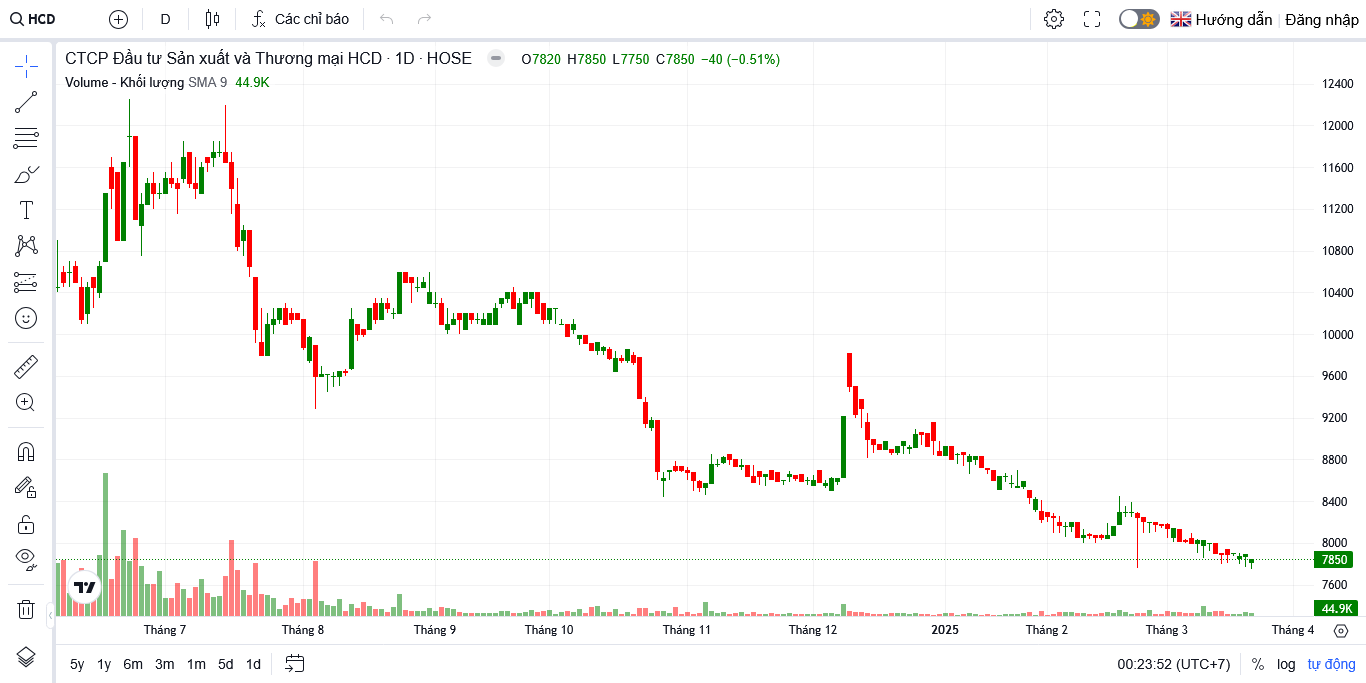 HCD D Các chỉ báo Hướng dẫn Đăng nhập
CTCP Đầu tư Sản xuất và Thương mại HCD · 1D · HOSE O7820 H7850 L7750 C7850 −40 (−0.51%)
Volume - Khối lượng SMA 9 44.9K
12400
12000
11600
11200
10800
10400
10000
9600
9200
8800
8400
8000
7850
7600
44.9K
Tháng 7 Tháng 8 Tháng 9 Tháng 10 Tháng 11 Tháng 12 2025 Tháng 2 Tháng 3 Tháng 4
5y 1y 6m 3m 1m 5d 1d 00:23:52 (UTC+7) % log tự động